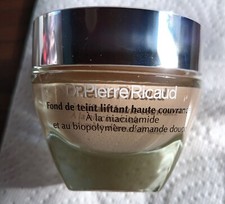 Dr Pierre Ricaud
Fond de teint liftant haute couvrance
À la niacinamide
et au biopolymère d'amande douce